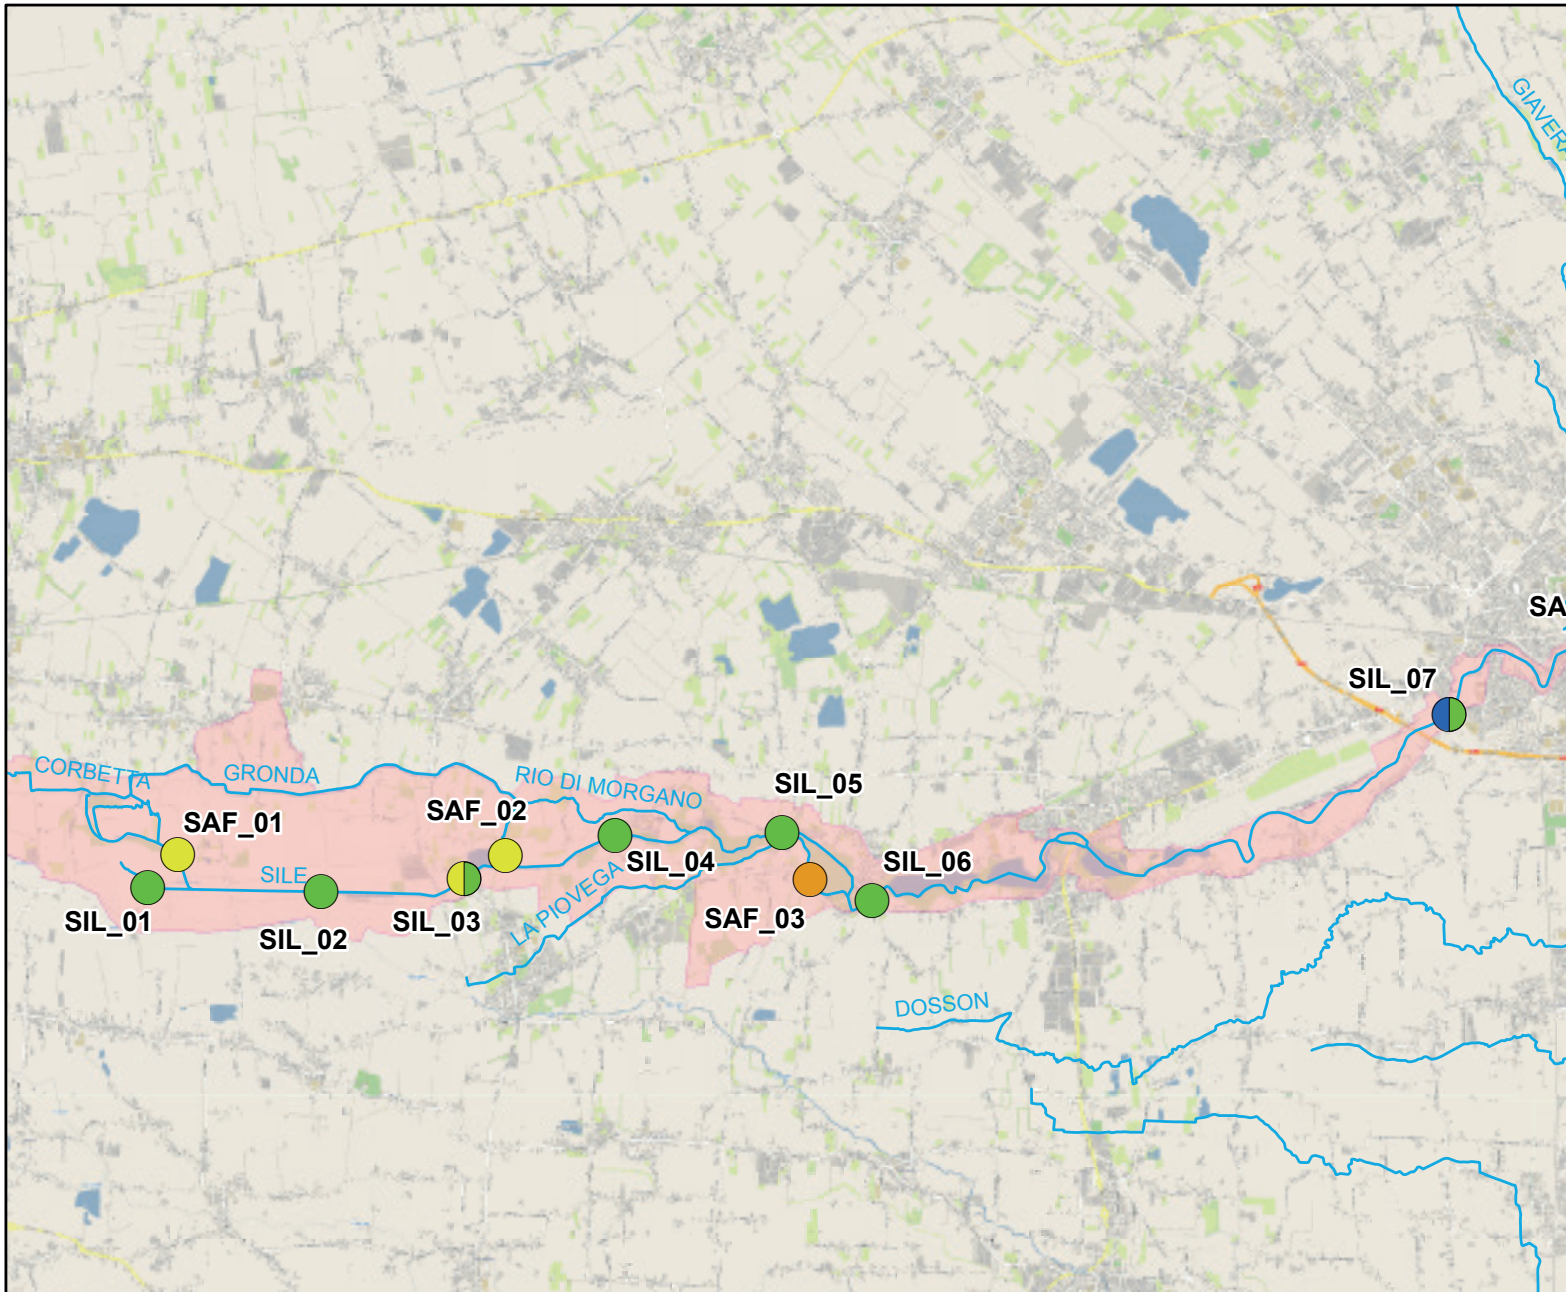 GIAVERA
SA
SIL_07
CORBETTA
GRONDA
RIO DI MORGANO
SIL_05
SAF_02
SAF_01
SIL_04
SIL_06
SILE
LA PIOVEGA
SIL_01
SIL_02
SIL_03
SAF_03
DOSSON